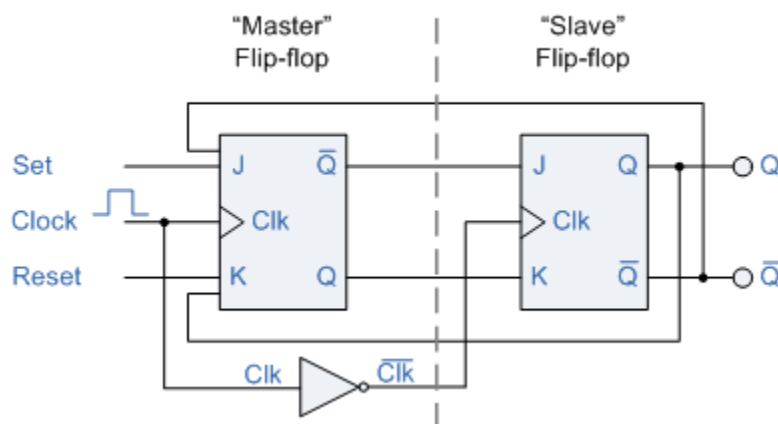 “Master” Flip-flop
“Slave” Flip-flop
Set
J
Q̅
J
Q
Q
Clock
Clk
Clk
Reset
K
Q
K
Q̅
Q̅
Clk
C̅l̅k̅